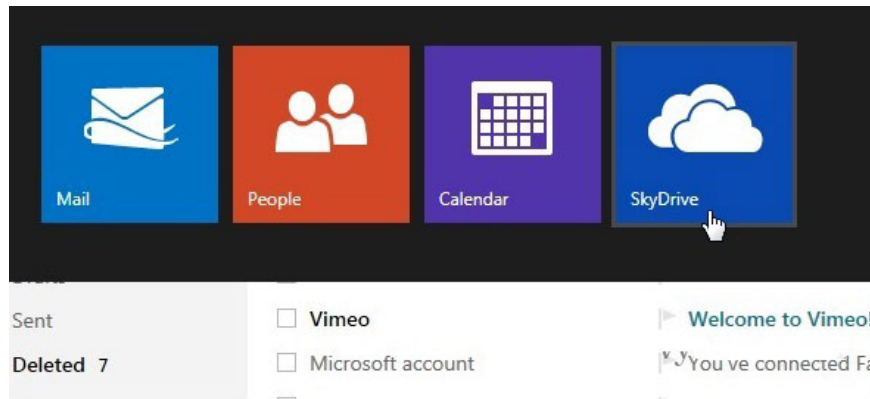 Mail
People
Calendar
SkyDrive
Sent
Vimeo
Welcome to Vimeo!
Deleted 7
Microsoft account
You ve connected Fa